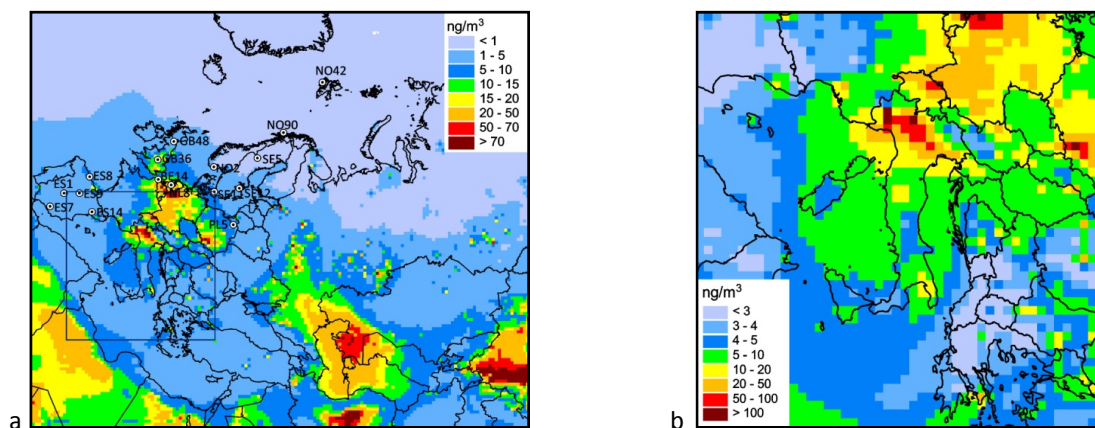 ng/m³
< 1
1 - 5
5 - 10
10 - 15
15 - 20
20 - 50
50 - 70
> 70
NO42
NO90
GB48
GB36
SE5
NO2
ES8
ES1
ES9
ES7
ES14
PL5
a
ng/m³
< 3
3 - 4
4 - 5
5 - 10
10 - 20
20 - 50
50 - 100
> 100
b